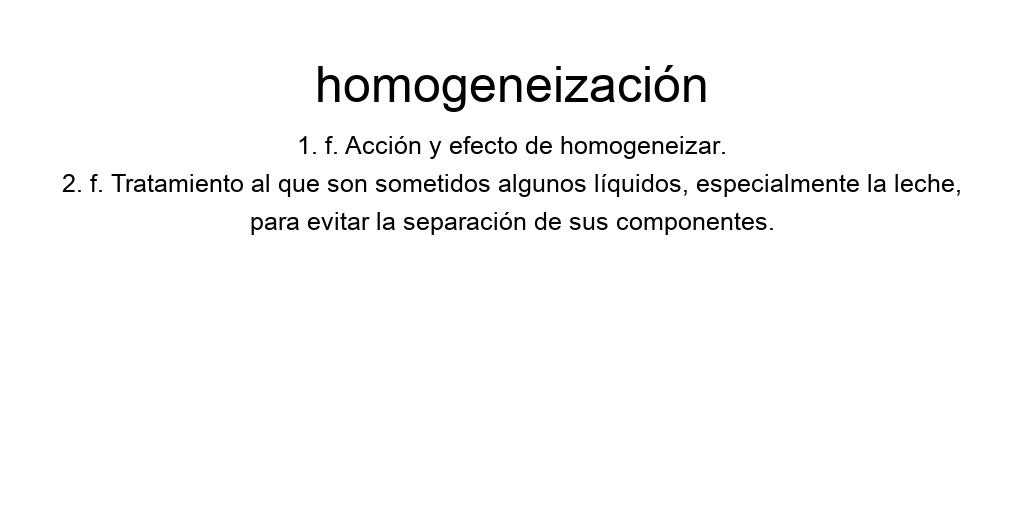 homogeneización
1. f. Acción y efecto de homogeneizar.
2. f. Tratamiento al que son sometidos algunos líquidos, especialmente la leche,
para evitar la separación de sus componentes.